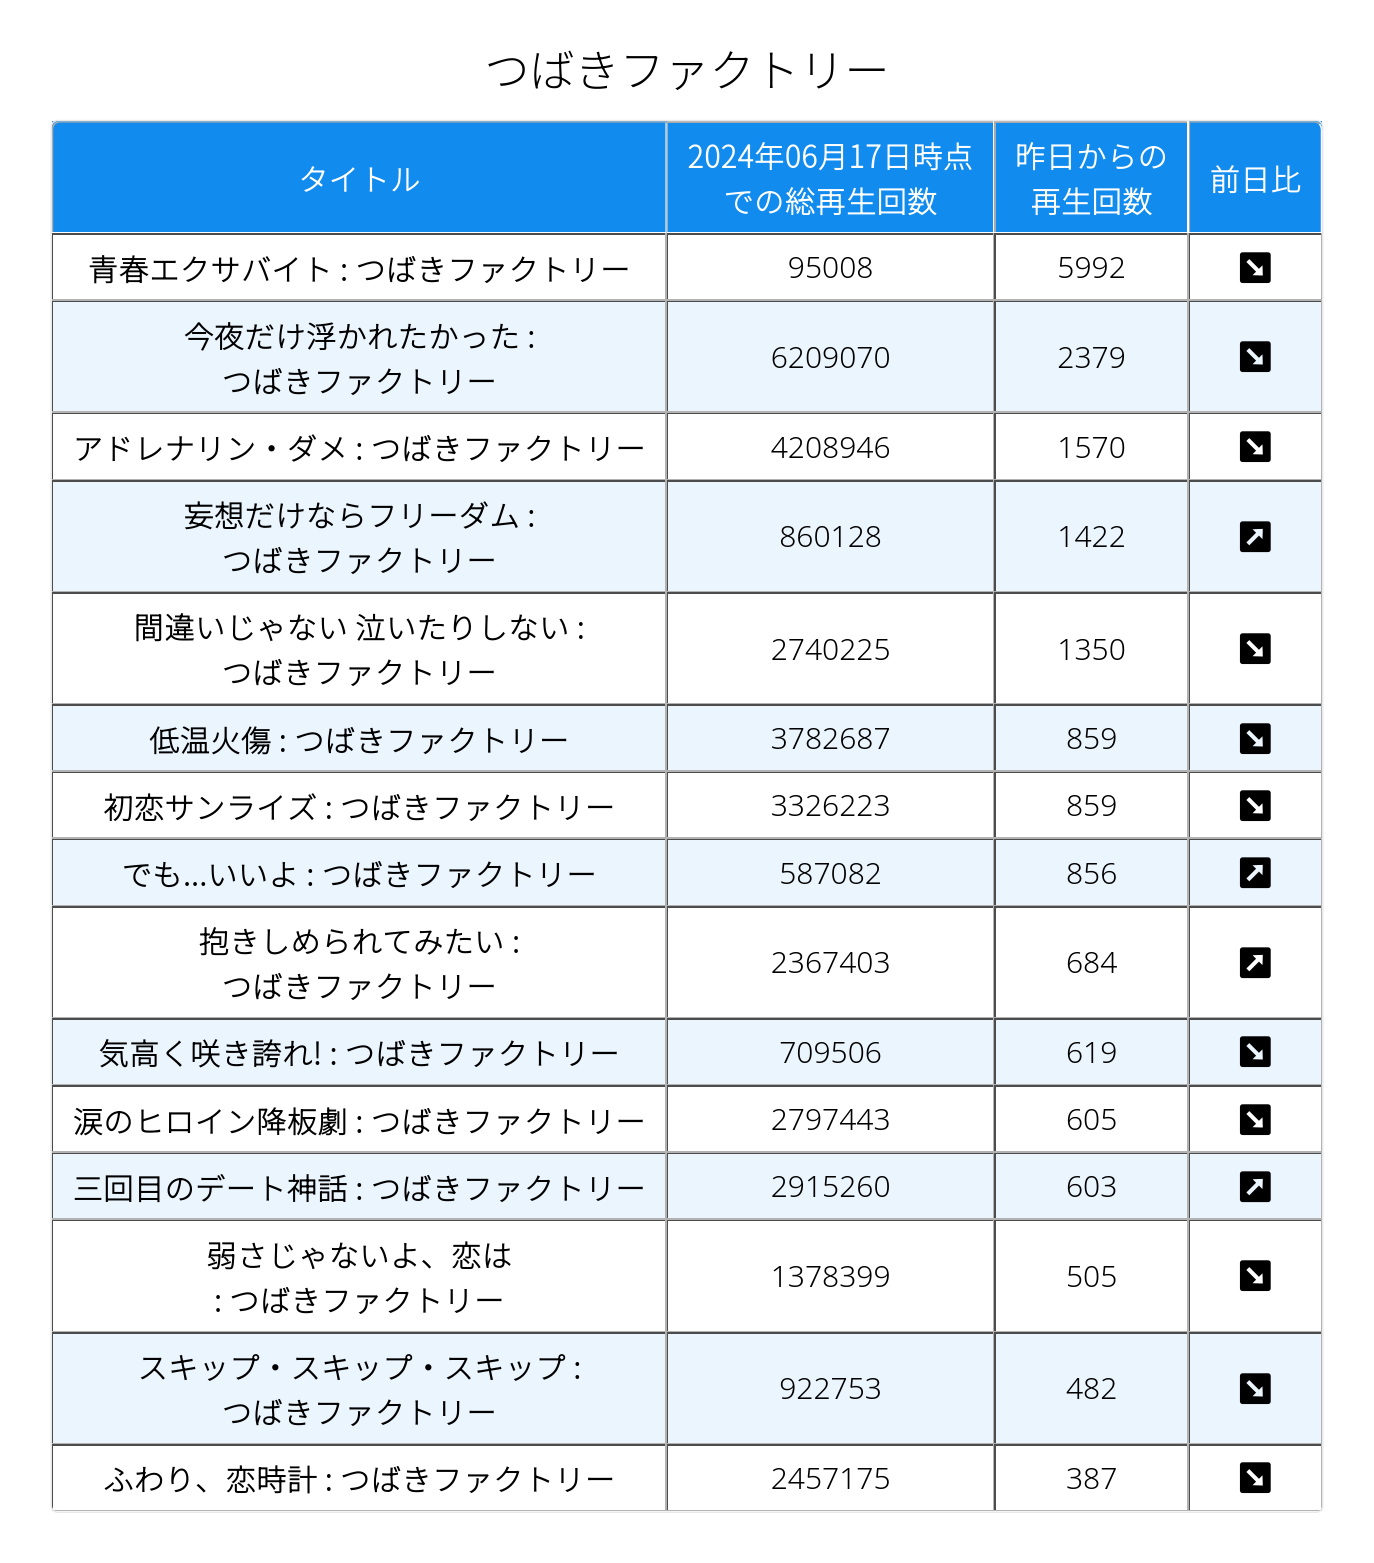 つばきファクトリー
タイトル
2024年06月17日時点
での総再生回数
昨日からの
再生回数
前日比
青春エクサバイト : つばきファクトリー
95008
5992
今夜だけ浮かれたかった :
つばきファクトリー
6209070
2379
アドレナリン・ダメ : つばきファクトリー
4208946
1570
妄想だけならフリーダム :
つばきファクトリー
860128
1422
間違いじゃない 泣いたりしない :
つばきファクトリー
2740225
1350
低温火傷 : つばきファクトリー
3782687
859
初恋サンライズ : つばきファクトリー
3326223
859
でも...いいよ : つばきファクトリー
587082
856
抱きしめられてみたい :
つばきファクトリー
2367403
684
気高く咲き誇れ! : つばきファクトリー
709506
619
涙のヒロイン降板劇 : つばきファクトリー
2797443
605
三回目のデート神話 : つばきファクトリー
2915260
603
弱さじゃないよ、恋は
: つばきファクトリー
1378399
505
スキップ・スキップ・スキップ :
つばきファクトリー
922753
482
ふわり、恋時計 : つばきファクトリー
2457175
387